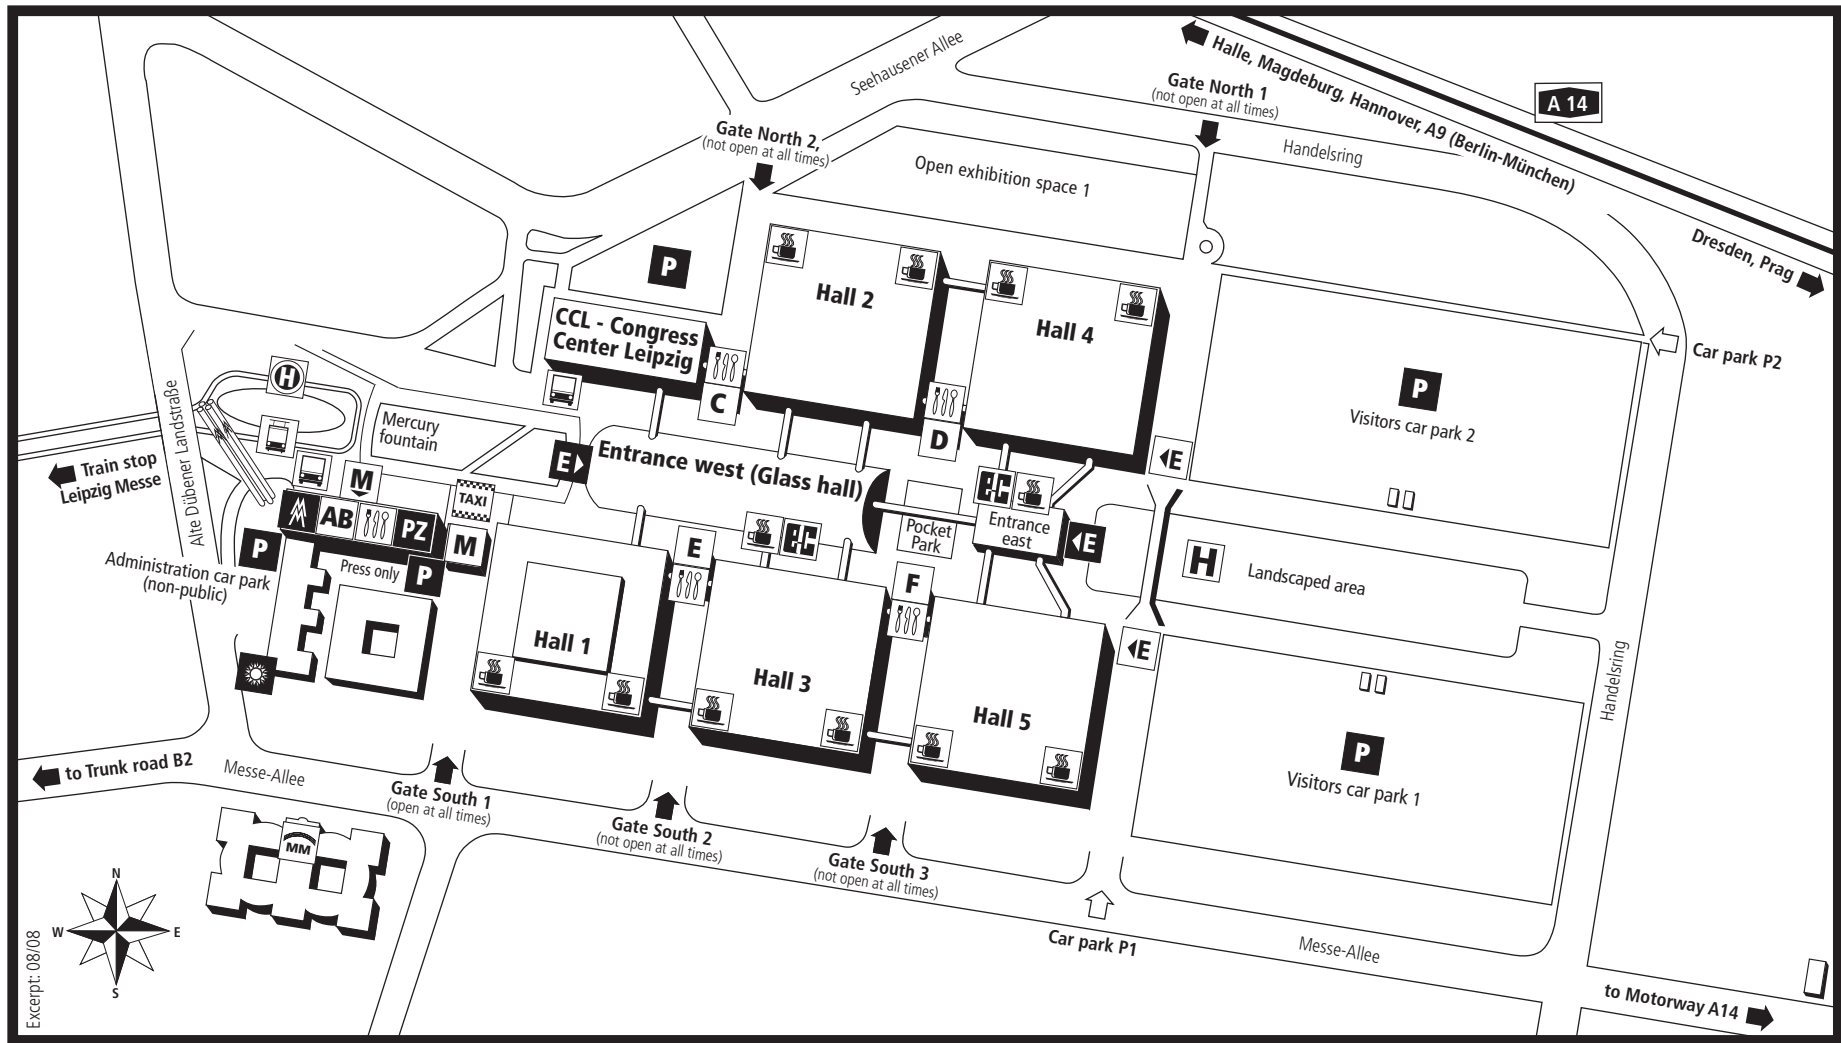 Seehausener Allee
Halle, Magdeburg, Hannover, A9 (Berlin-München)
A 14
Gate North 1
(not open at all times)
Gate North 2,
(not open at all times)
Handelsring
Open exhibition space 1
Dresden, Prag
P
Hall 2
Hall 4
CCL - Congress
Center Leipzig
Car park P2
H
C
P
Visitors car park 2
Mercury
fountain
D
E
Entrance west (Glass hall)
E
Train stop
Leipzig Messe
Alte Dübener Landstraße
M
TAXI
EC
AB
PZ
M
Pocket
Park
Entrance
east
E
E
EC
P
Administration car park
(non-public)
Press only
P
F
H
Landscaped area
Hall 1
Hall 3
Hall 5
E
Handelsring
P
Visitors car park 1
to Trunk road B2
Messe-Allee
Gate South 1
(open at all times)
Gate South 2
(not open at all times)
Gate South 3
(not open at all times)
MM
Car park P1
Messe-Allee
to Motorway A14
N
W
E
S
Excerpt: 08/08